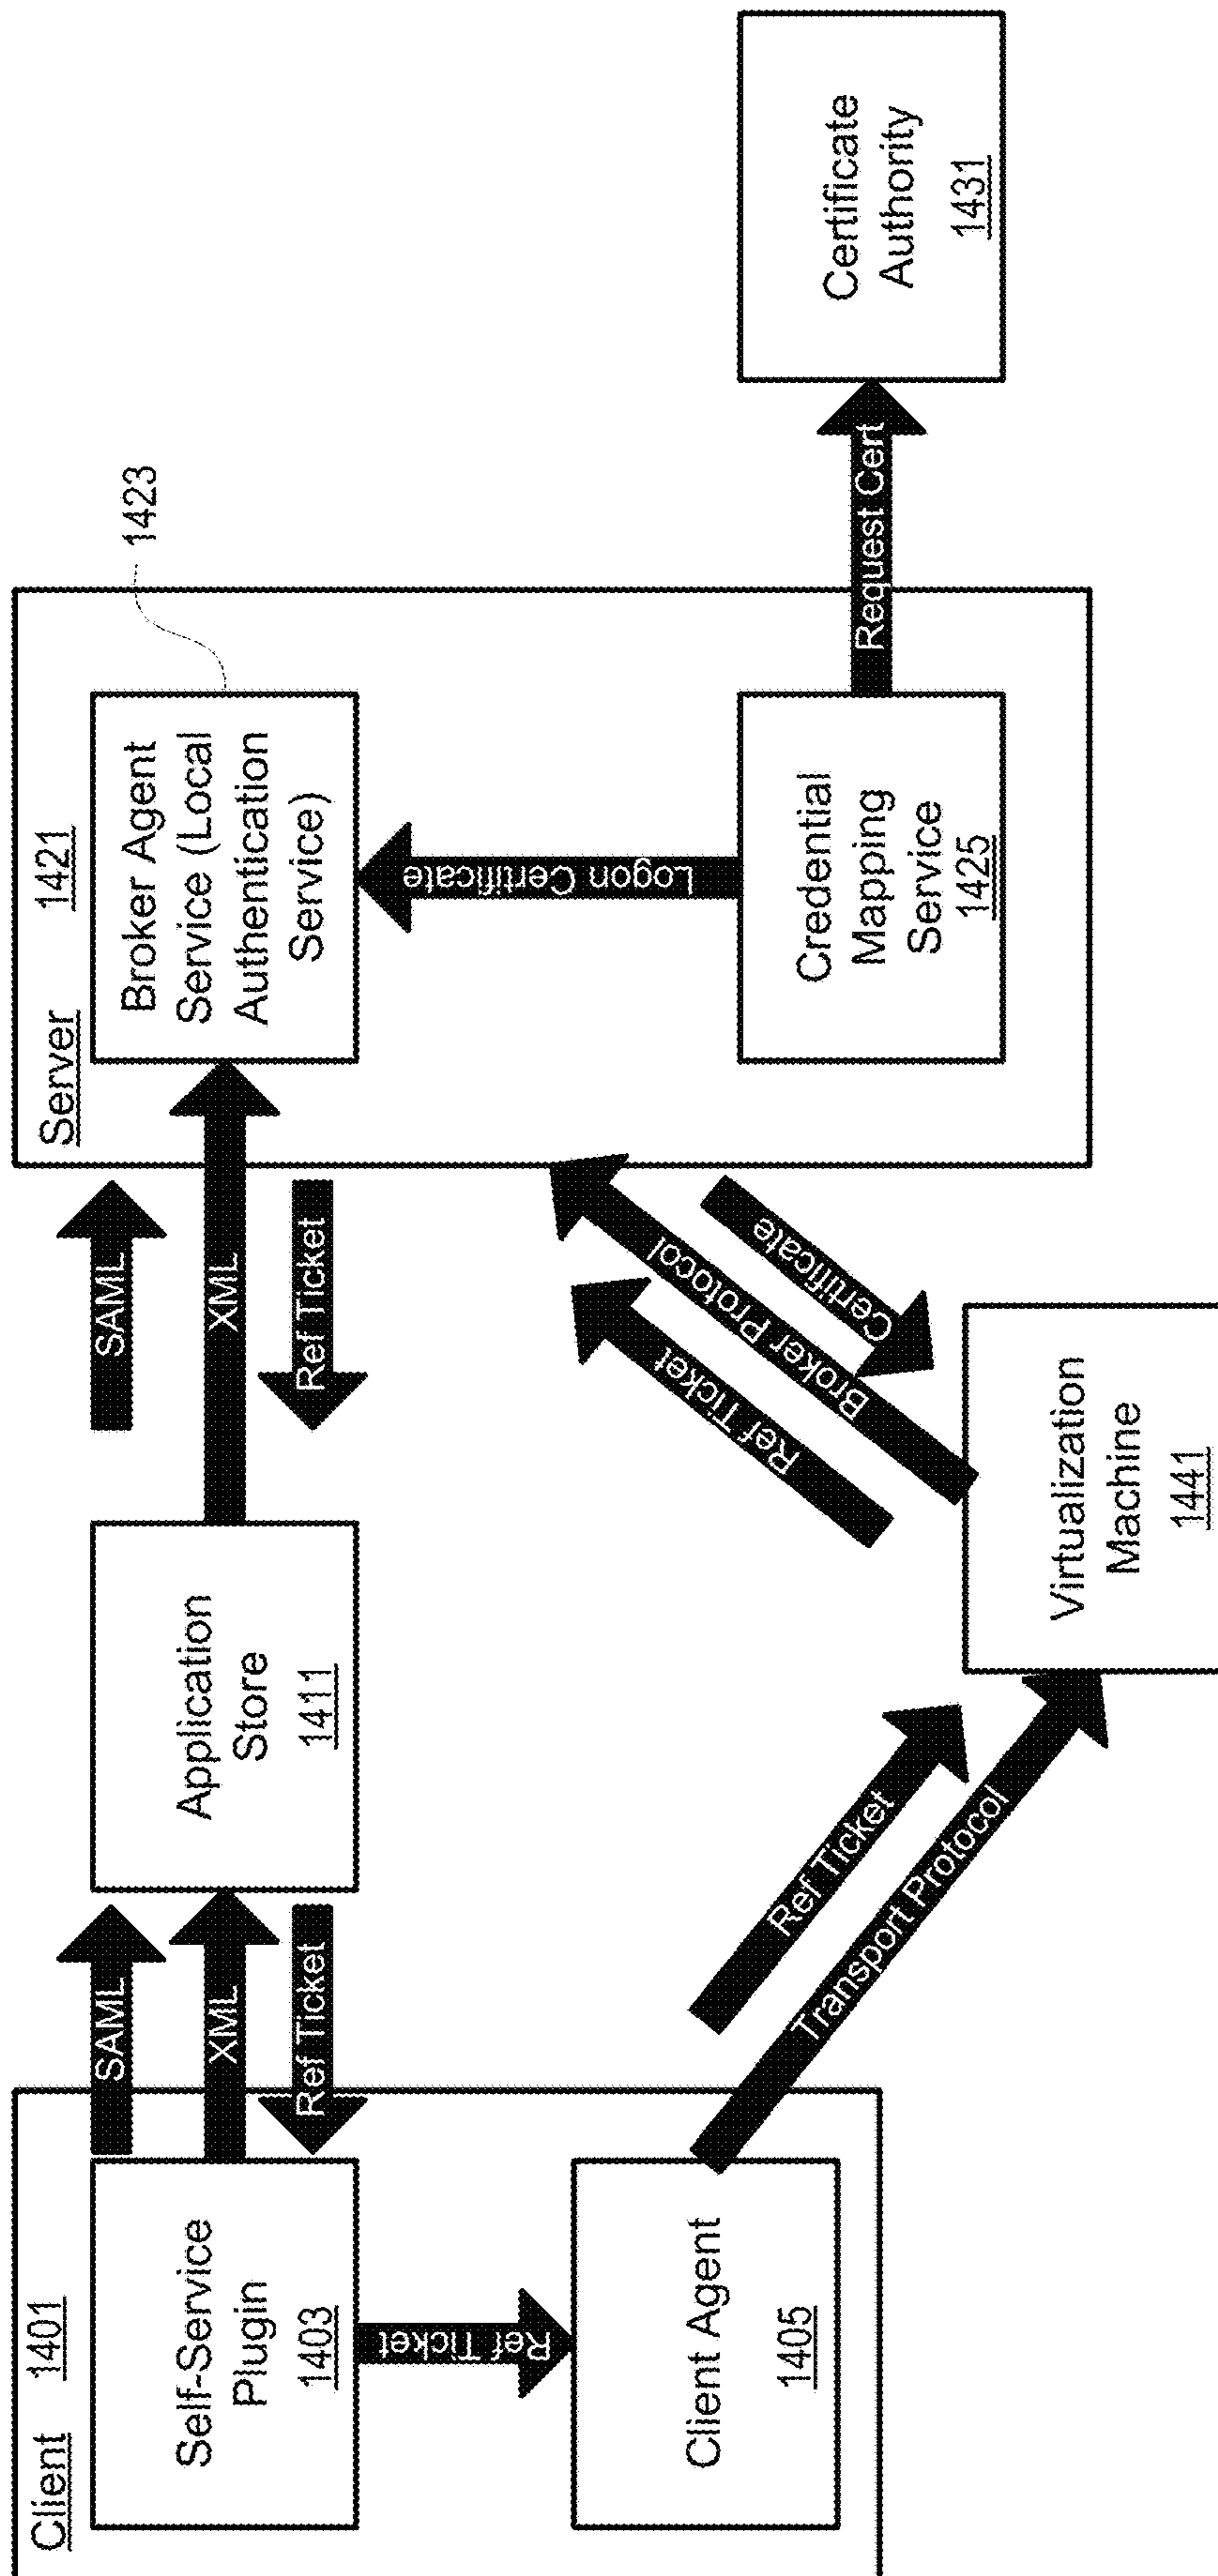 Client 1401
Self-Service
Plugin
1403
Ref Ticket
Client Agent
1405
SAML
XML
Ref Ticket
Application
Store
1411
SAML
XML
Ref Ticket
Ref Ticket
Transport Protocol
Virtualization
Machine
1441
Ref Ticket
Broker Protocol
Certificate
Server 1421
Broker Agent
Service (Local
Authentication
Service)
1423
Logon Certificate
Credential
Mapping
Service
1425
Request Cert
Certificate
Authority
1431